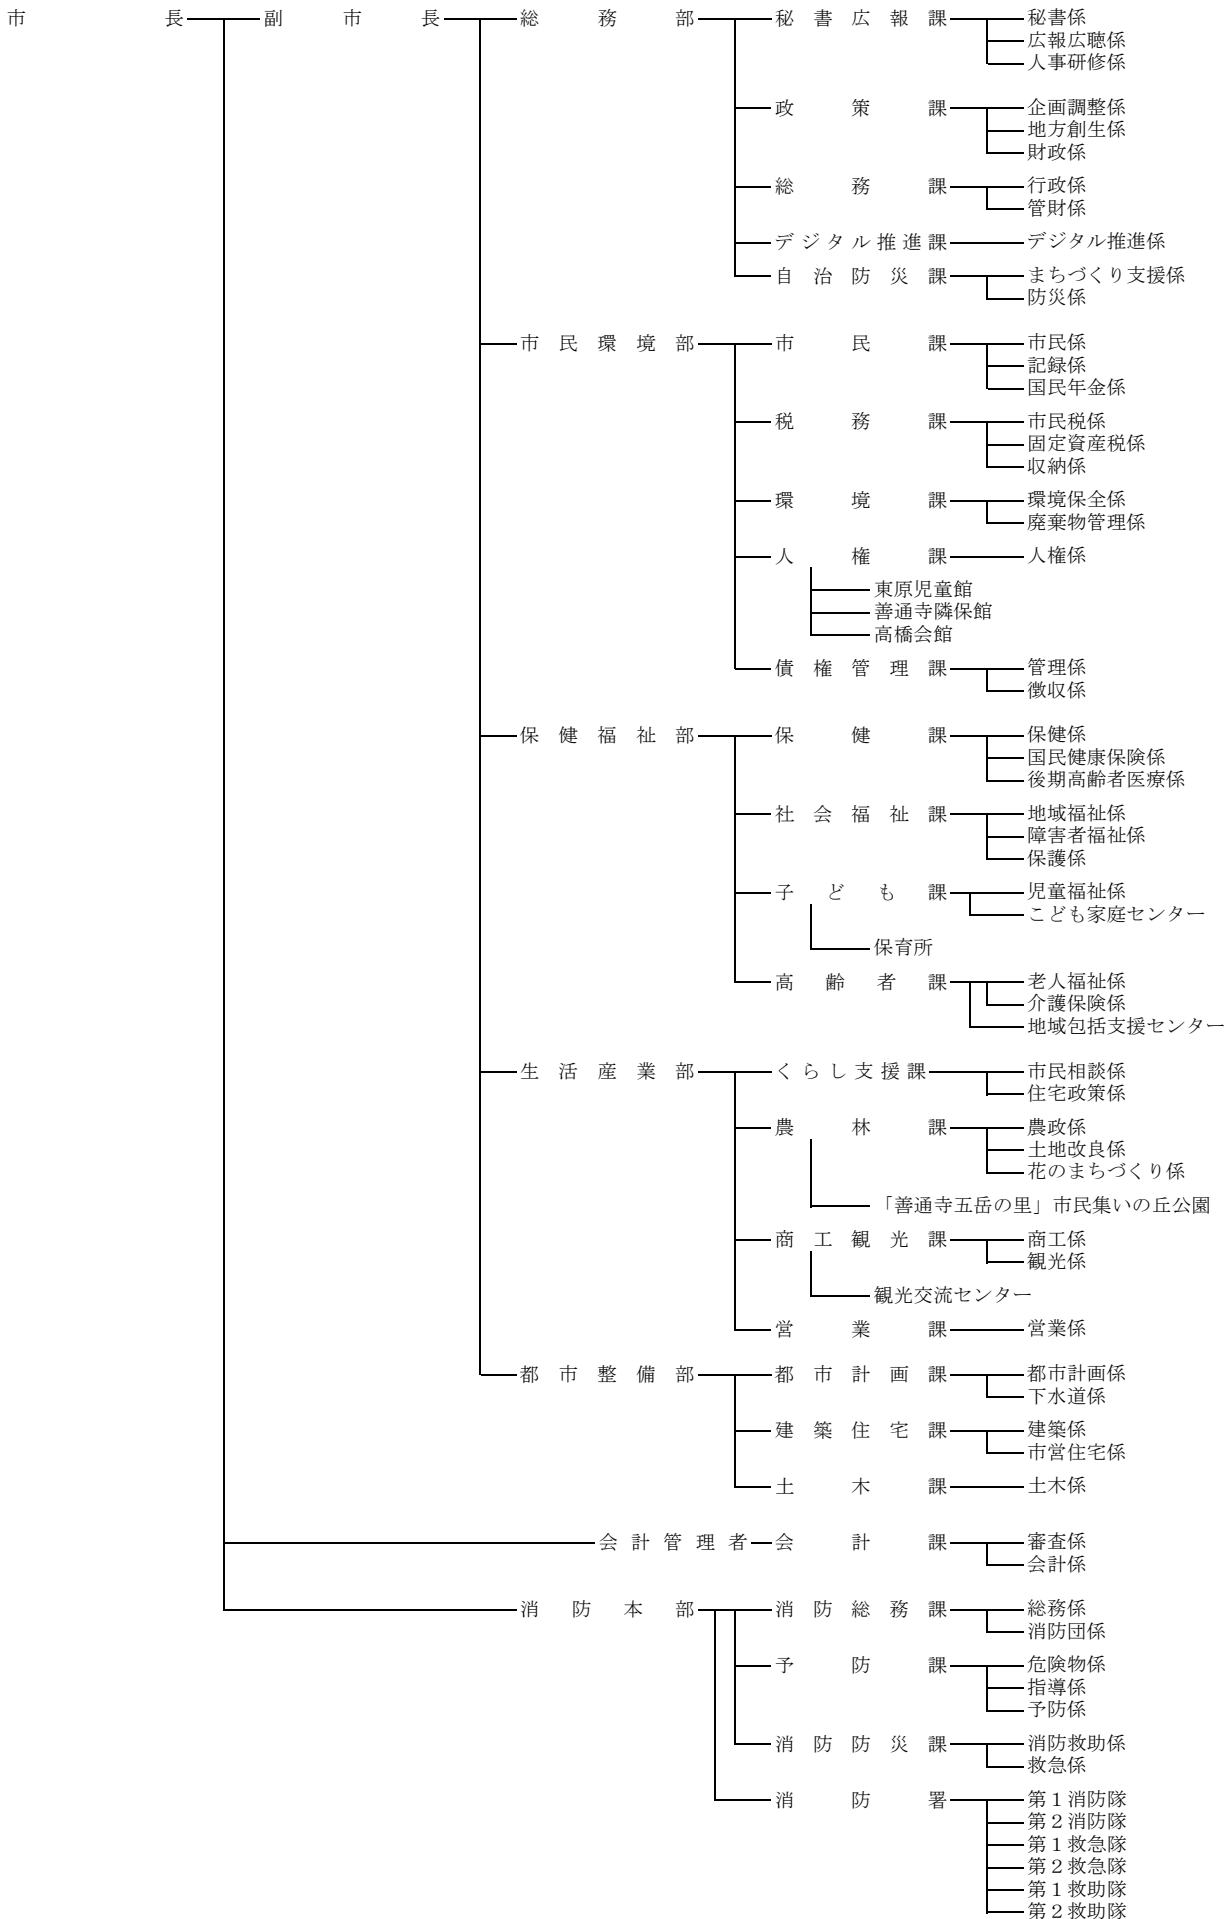 市長 副市長 総務部 秘書広報課 秘書係
広報広聴係
人事研修係
政策課 企画調整係
地方創生係
財政係
総務課 行政係
管財係
デジタル推進課 デジタル推進係
自治防災課 まちづくり支援係
防災係
市民環境部 市民課 市民係
記録係
国民年金係
税務課 市民税係
固定資産税係
収納係
環境課 環境保全係
廃棄物管理係
人権課 人権係
東原児童館
善通寺隣保館
高橋会館
債権管理課 管理係
徴収係
保健福祉部 保健課 保健係
国民健康保険係
後期高齢者医療係
社会福祉課 地域福祉係
障害者福祉係
保護係
子ども課 児童福祉係
こども家庭センター
保育所
高齢者課 老人福祉係
介護保険係
地域包括支援センター
生活産業部 くらし支援課 市民相談係
住宅政策係
農林課 農政係
土地改良係
花のまちづくり係
「善通寺五岳の里」市民集いの丘公園
商工観光課 商工係
観光係
観光交流センター
営業課 営業係
都市整備部 都市計画課 都市計画係
下水道係
建築住宅課 建築係
市営住宅係
土木課 土木係
会計管理者 会計課 審査係
会計係
消防本部 消防総務課 総務係
消防団係
予防課 危険物係
指導係
予防係
消防防災課 消防救助係
救急係
消防署 第1消防隊
第2消防隊
第1救急隊
第2救急隊
第1救助隊
第2救助隊